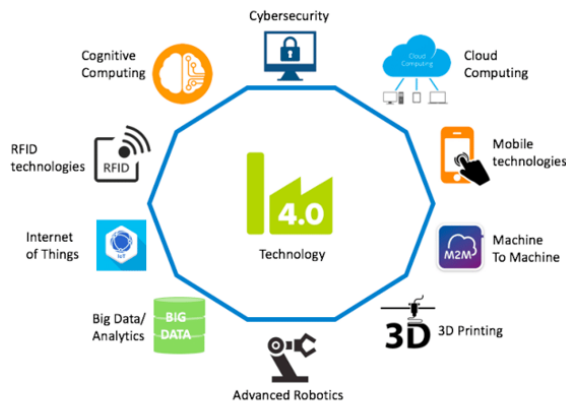 Cybersecurity
Cognitive
Computing
Cloud
Computing
Cloud
Computing
RFID
technologies
RFID
Mobile
technologies
4.0
Technology
Internet
of Things
IoT
M2M
Machine
To Machine
Big Data/
Analytics
BIG
DATA
3D
3D Printing
Advanced Robotics